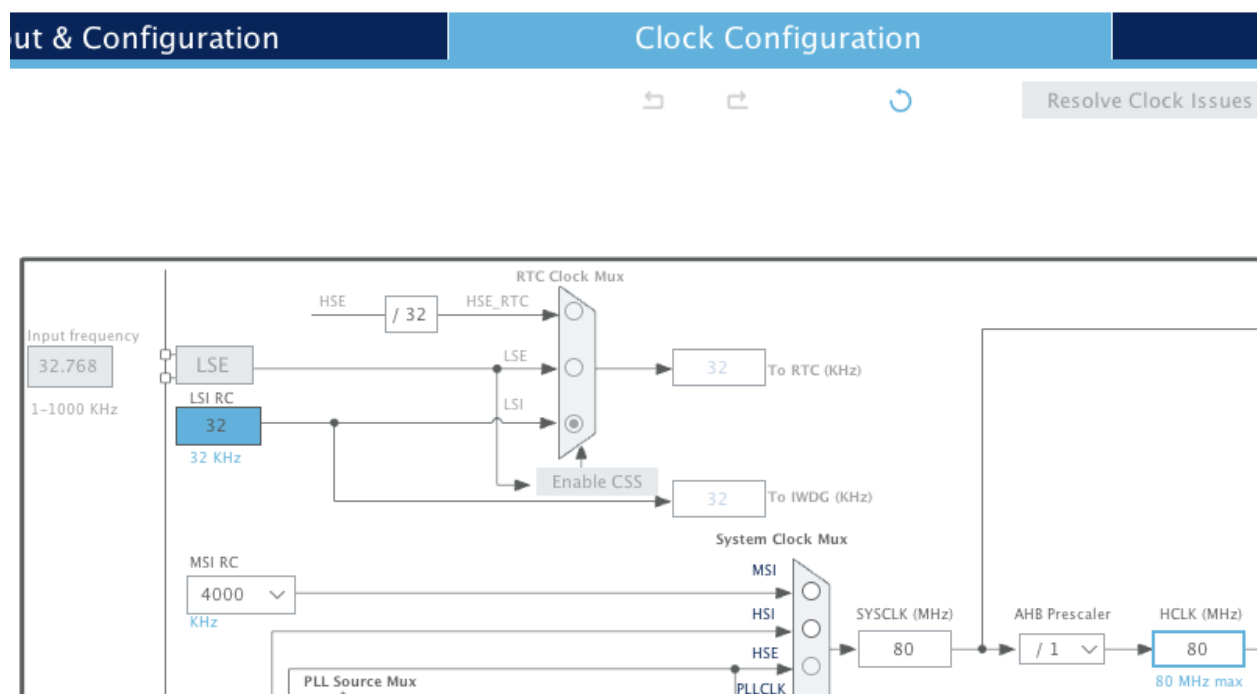 ut & Configuration
Clock Configuration
Resolve Clock Issues
RTC Clock Mux
HSE
/ 32
HSE_RTC
Input frequency
32.768
1-1000 KHz
LSE
LSE
LSI RC
32
32 KHz
LSI
32
To RTC (KHz)
Enable CSS
32
To IWDG (KHz)
System Clock Mux
MSI RC
4000
KHz
MSI
HSI
HSE
PLLCLK
SYSCLK (MHz)
80
AHB Prescaler
/ 1
HCLK (MHz)
80
80 MHz max
PLL Source Mux